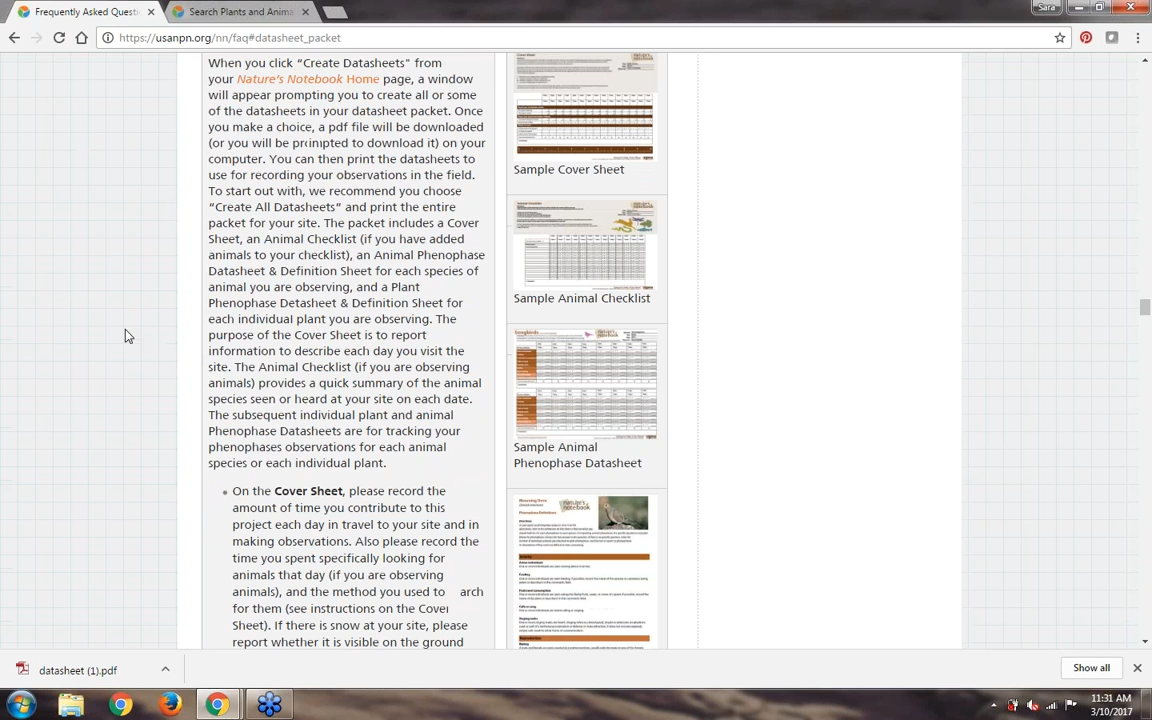 Frequently Asked Questi
Search Plants and Anima
Sara
https://usanpn.org/nn/faq#datasheet_packet
When you click “Create Datasheets” from
your Nature’s Notebook Home page, a window
will appear prompting you to create all or some
of the datasheets in your datasheet packet. Once
you make a choice, a pdf file will be downloaded
(or you will be prinpted to download it) on your
computer. You can then print the datasheets to
use for recording your observations in the field.
To start out with, we recommend you choose
“Create All Datasheets” and print the entire
packet for your site. The packet includes a Cover
Sheet, an Animal Checklist (if you have added
animals to your checklist), an Animal Phenophase
Datasheet & Definition Sheet for each species of
animal you are observing, and a Plant
Phenophase Detasheet & Definition Sheet for
each individual plant you are observing. The
purpose of the Cover Sheet is to report
information to describe each day you visit the
site. The Animal Checklist (if you are observing
animals) provides a quick summary of the animal
species seen or heard at your site on each date.
The subsequent individual plant and animal
Phenophase Datasheets are for tracking your
phenophases observations for each animal
species or each individual plant.
On the Cover Sheet, please record the
amount of time you contribute to this
project each day in travel to your site and in
making observations. Also please record the
time you spent specifically looking for
animals that day (if you are observing
animals), and the method you used to arch
for them (see instructions on the Cover
Sheet). If there is snow at your site, please
report whether it is visible on the ground
Sample Cover Sheet
Sample Animal Checklist
Songbirds
Sample Animal
Phenophase Datasheet
nature's
notebook
datasheet (1).pdf
Show all
11:31 AM
3/10/2017